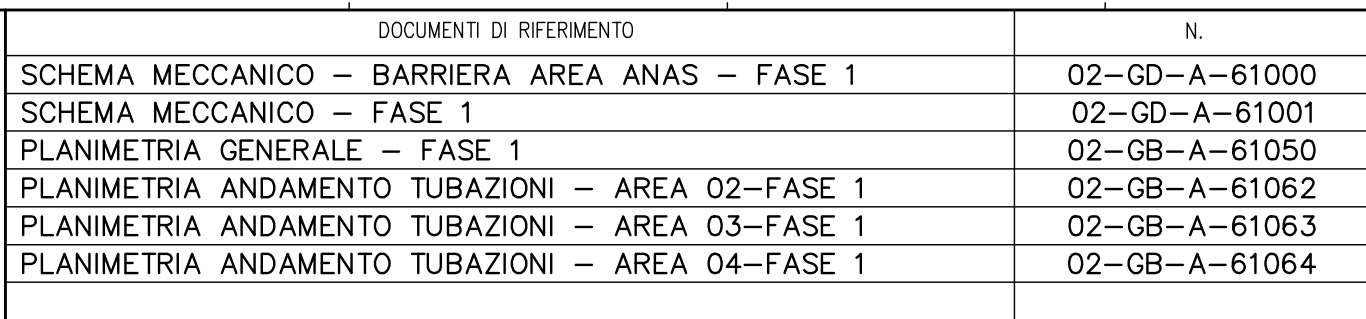 DOCUMENTI DI RIFERIMENTO N.
SCHEMA MECCANICO – BARRIERA AREA ANAS – FASE 1 02–GD–A–61000
SCHEMA MECCANICO – FASE 1 02–GD–A–61001
PLANIMETRIA GENERALE – FASE 1 02–GB–A–61050
PLANIMETRIA ANDAMENTO TUBAZIONI – AREA 02–FASE 1 02–GB–A–61062
PLANIMETRIA ANDAMENTO TUBAZIONI – AREA 03–FASE 1 02–GB–A–61063
PLANIMETRIA ANDAMENTO TUBAZIONI – AREA 04–FASE 1 02–GB–A–61064